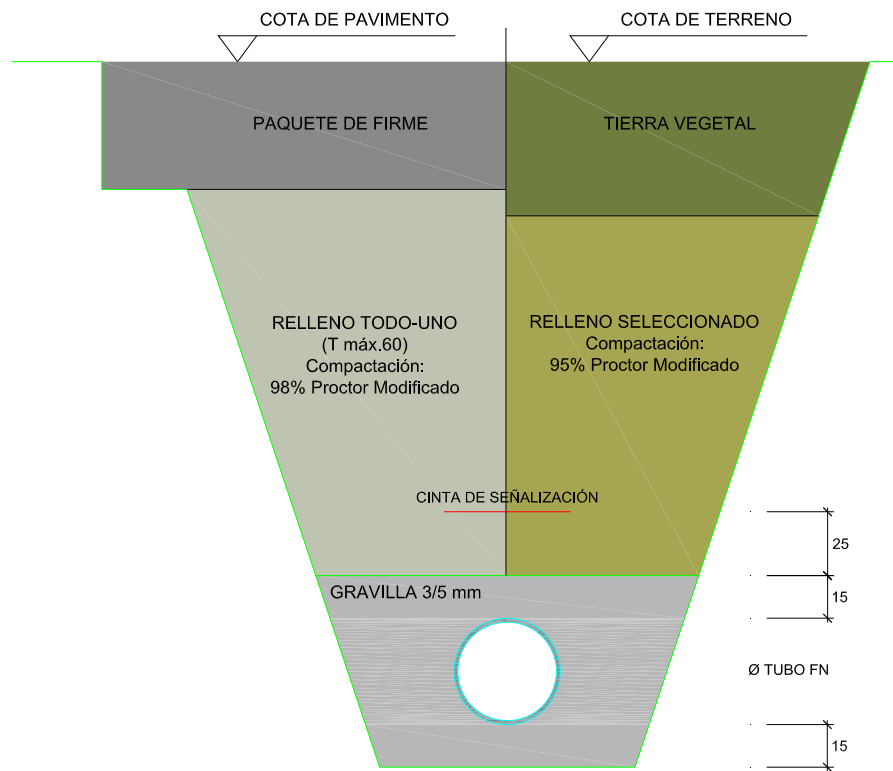 COTA DE PAVIMENTO
COTA DE TERRENO
PAQUETE DE FIRME
TIERRA VEGETAL
RELLENO TODO-UNO
(T máx.60)
Compactación:
98% Proctor Modificado
RELLENO SELECCIONADO
Compactación:
95% Proctor Modificado
CINTA DE SEÑALIZACIÓN
25
GRAVILLA 3/5 mm
15
Ø TUBO FN
15